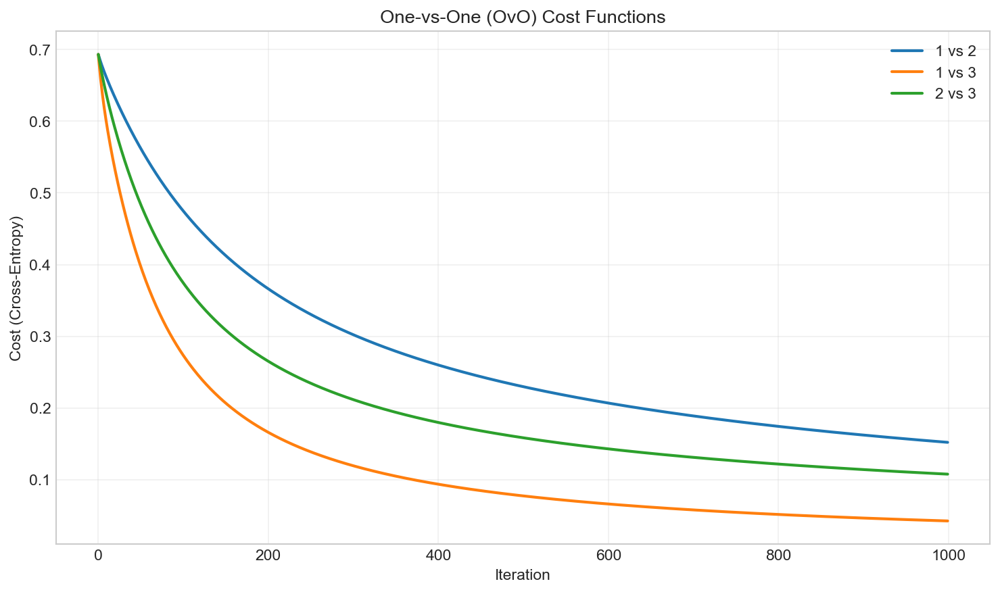 One-vs-One (OvO) Cost Functions
1 vs 2
1 vs 3
2 vs 3
Cost (Cross-Entropy)
0.7
0.6
0.5
0.4
0.3
0.2
0.1
0 200 400 600 800 1000
Iteration